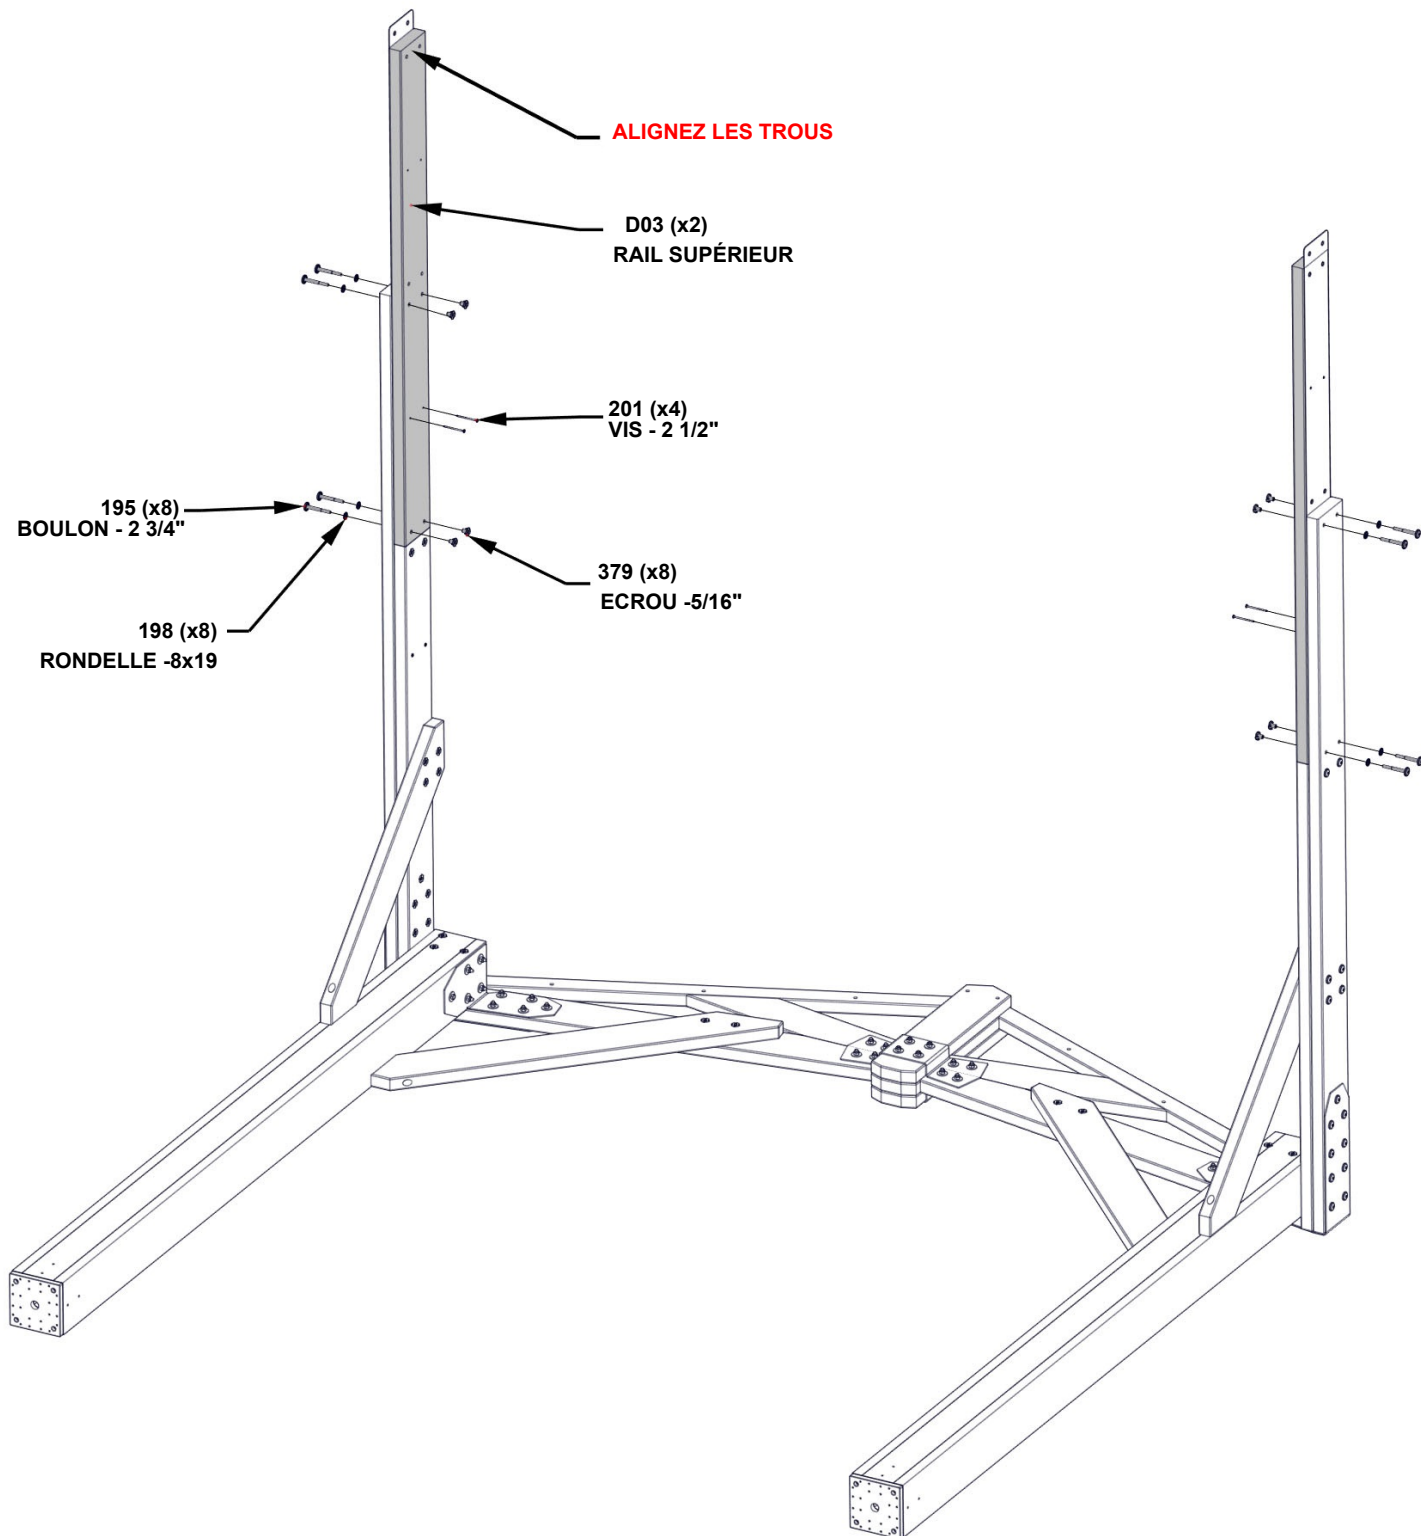 ALIGNEZ LES TROUS
D03 (x2)
RAIL SUPÉRIEUR
201 (x4)
VIS - 2 1/2"
195 (x8)
BOULON - 2 3/4"
379 (x8)
ECROU -5/16"
198 (x8)
RONDELLE -8x19